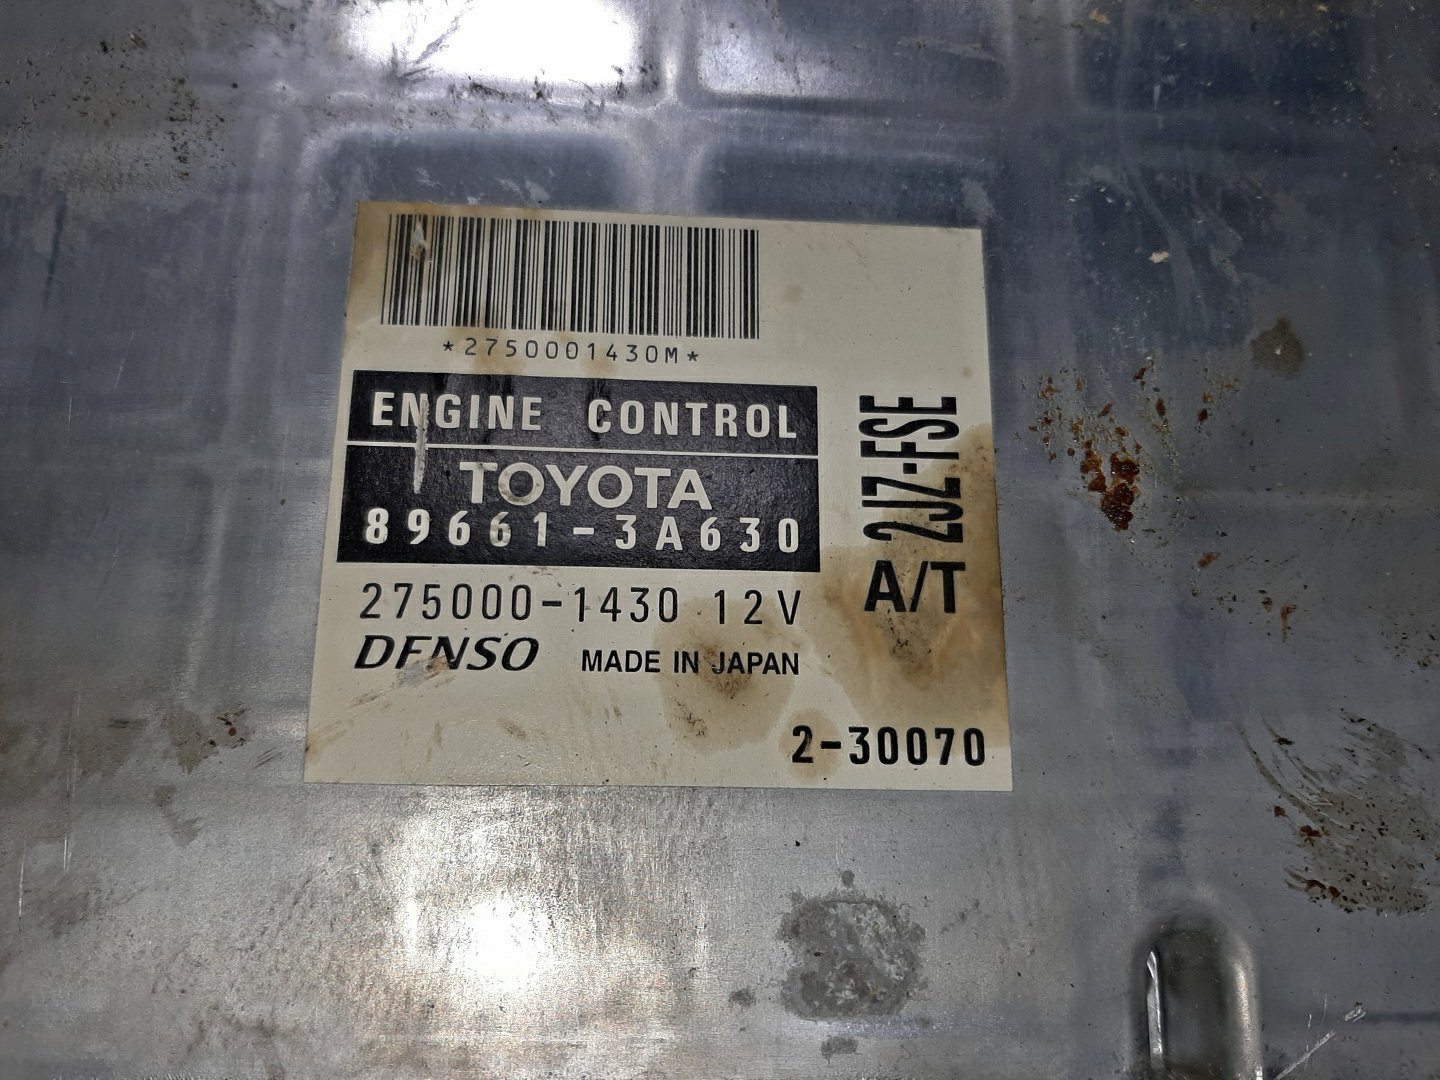 *2750001430M*
ENGINE CONTROL
TOYOTA
89661-3A630
275000-1430 12V
DENSO MADE IN JAPAN
2JZ-FSE
A/T
2-30070